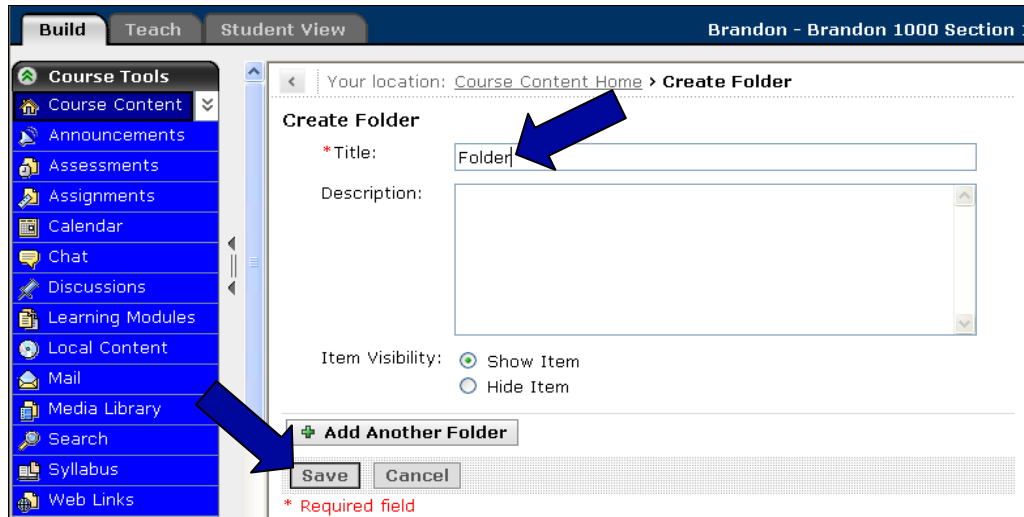 Build Teach Student View Brandon - Brandon 1000 Section
Course Tools
Course Content
Announcements
Assessments
Assignments
Calendar
Chat
Discussions
Learning Modules
Local Content
Mail
Media Library
Search
Syllabus
Web Links
Your location: Course Content Home › Create Folder
Create Folder
*Title: Folder
Description:
Item Visibility: Show Item
Hide Item
Add Another Folder
Save Cancel
* Required field